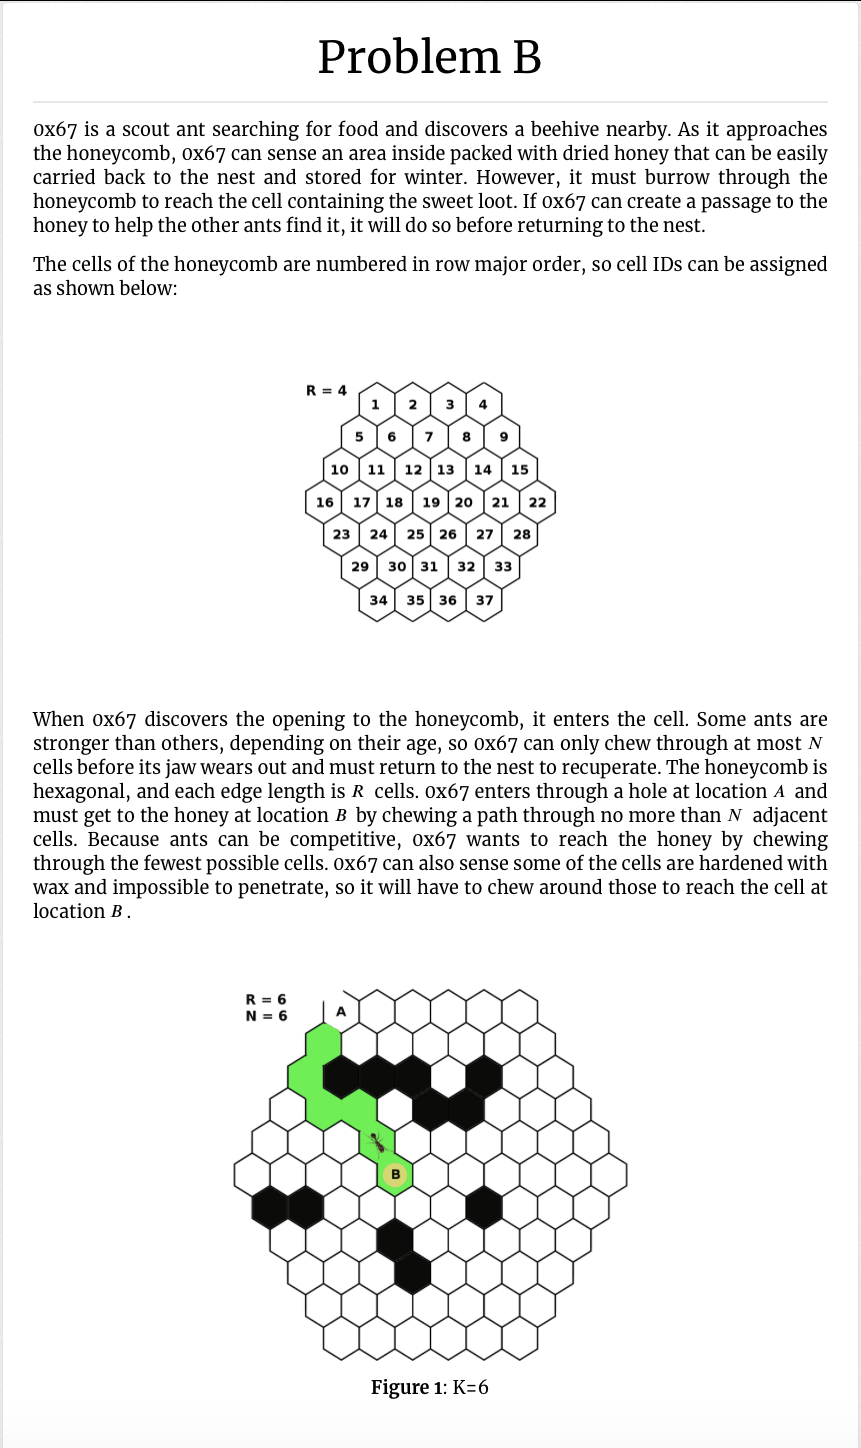 Problem B
0x67 is a scout ant searching for food and discovers a beehive nearby. As it approaches
the honeycomb, 0x67 can sense an area inside packed with dried honey that can be easily
carried back to the nest and stored for winter. However, it must burrow through the
honeycomb to reach the cell containing the sweet loot. If 0x67 can create a passage to the
honey to help the other ants find it, it will do so before returning to the nest.
The cells of the honeycomb are numbered in row major order, so cell IDs can be assigned
as shown below:
R = 4
1 2 3 4
5 6 7 8 9
10 11 12 13 14 15
16 17 18 19 20 21 22
23 24 25 26 27 28
29 30 31 32 33
34 35 36 37
When 0x67 discovers the opening to the honeycomb, it enters the cell. Some ants are
stronger than others, depending on their age, so 0x67 can only chew through at most N
cells before its jaw wears out and must return to the nest to recuperate. The honeycomb is
hexagonal, and each edge length is R cells. 0x67 enters through a hole at location A and
must get to the honey at location B by chewing a path through no more than N adjacent
cells. Because ants can be competitive, 0x67 wants to reach the honey by chewing
through the fewest possible cells. 0x67 can also sense some of the cells are hardened with
wax and impossible to penetrate, so it will have to chew around those to reach the cell at
location B .
R = 6
N = 6
A
B
Figure 1: K=6